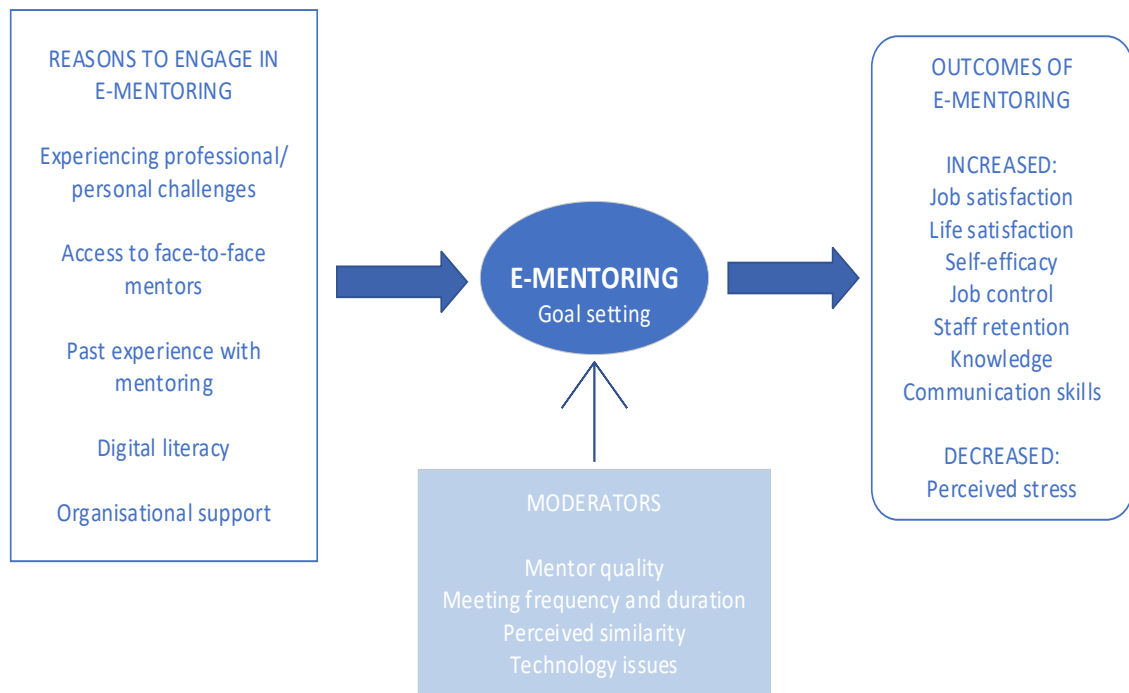 REASONS TO ENGAGE IN
E-MENTORING
Experiencing professional/
personal challenges
Access to face-to-face
mentors
Past experience with
mentoring
Digital literacy
Organisational support
E-MENTORING
Goal setting
MODERATORS
Mentor quality
Meeting frequency and duration
Perceived similarity
Technology issues
OUTCOMES OF
E-MENTORING
INCREASED:
Job satisfaction
Life satisfaction
Self-efficacy
Job control
Staff retention
Knowledge
Communication skills
DECREASED:
Perceived stress